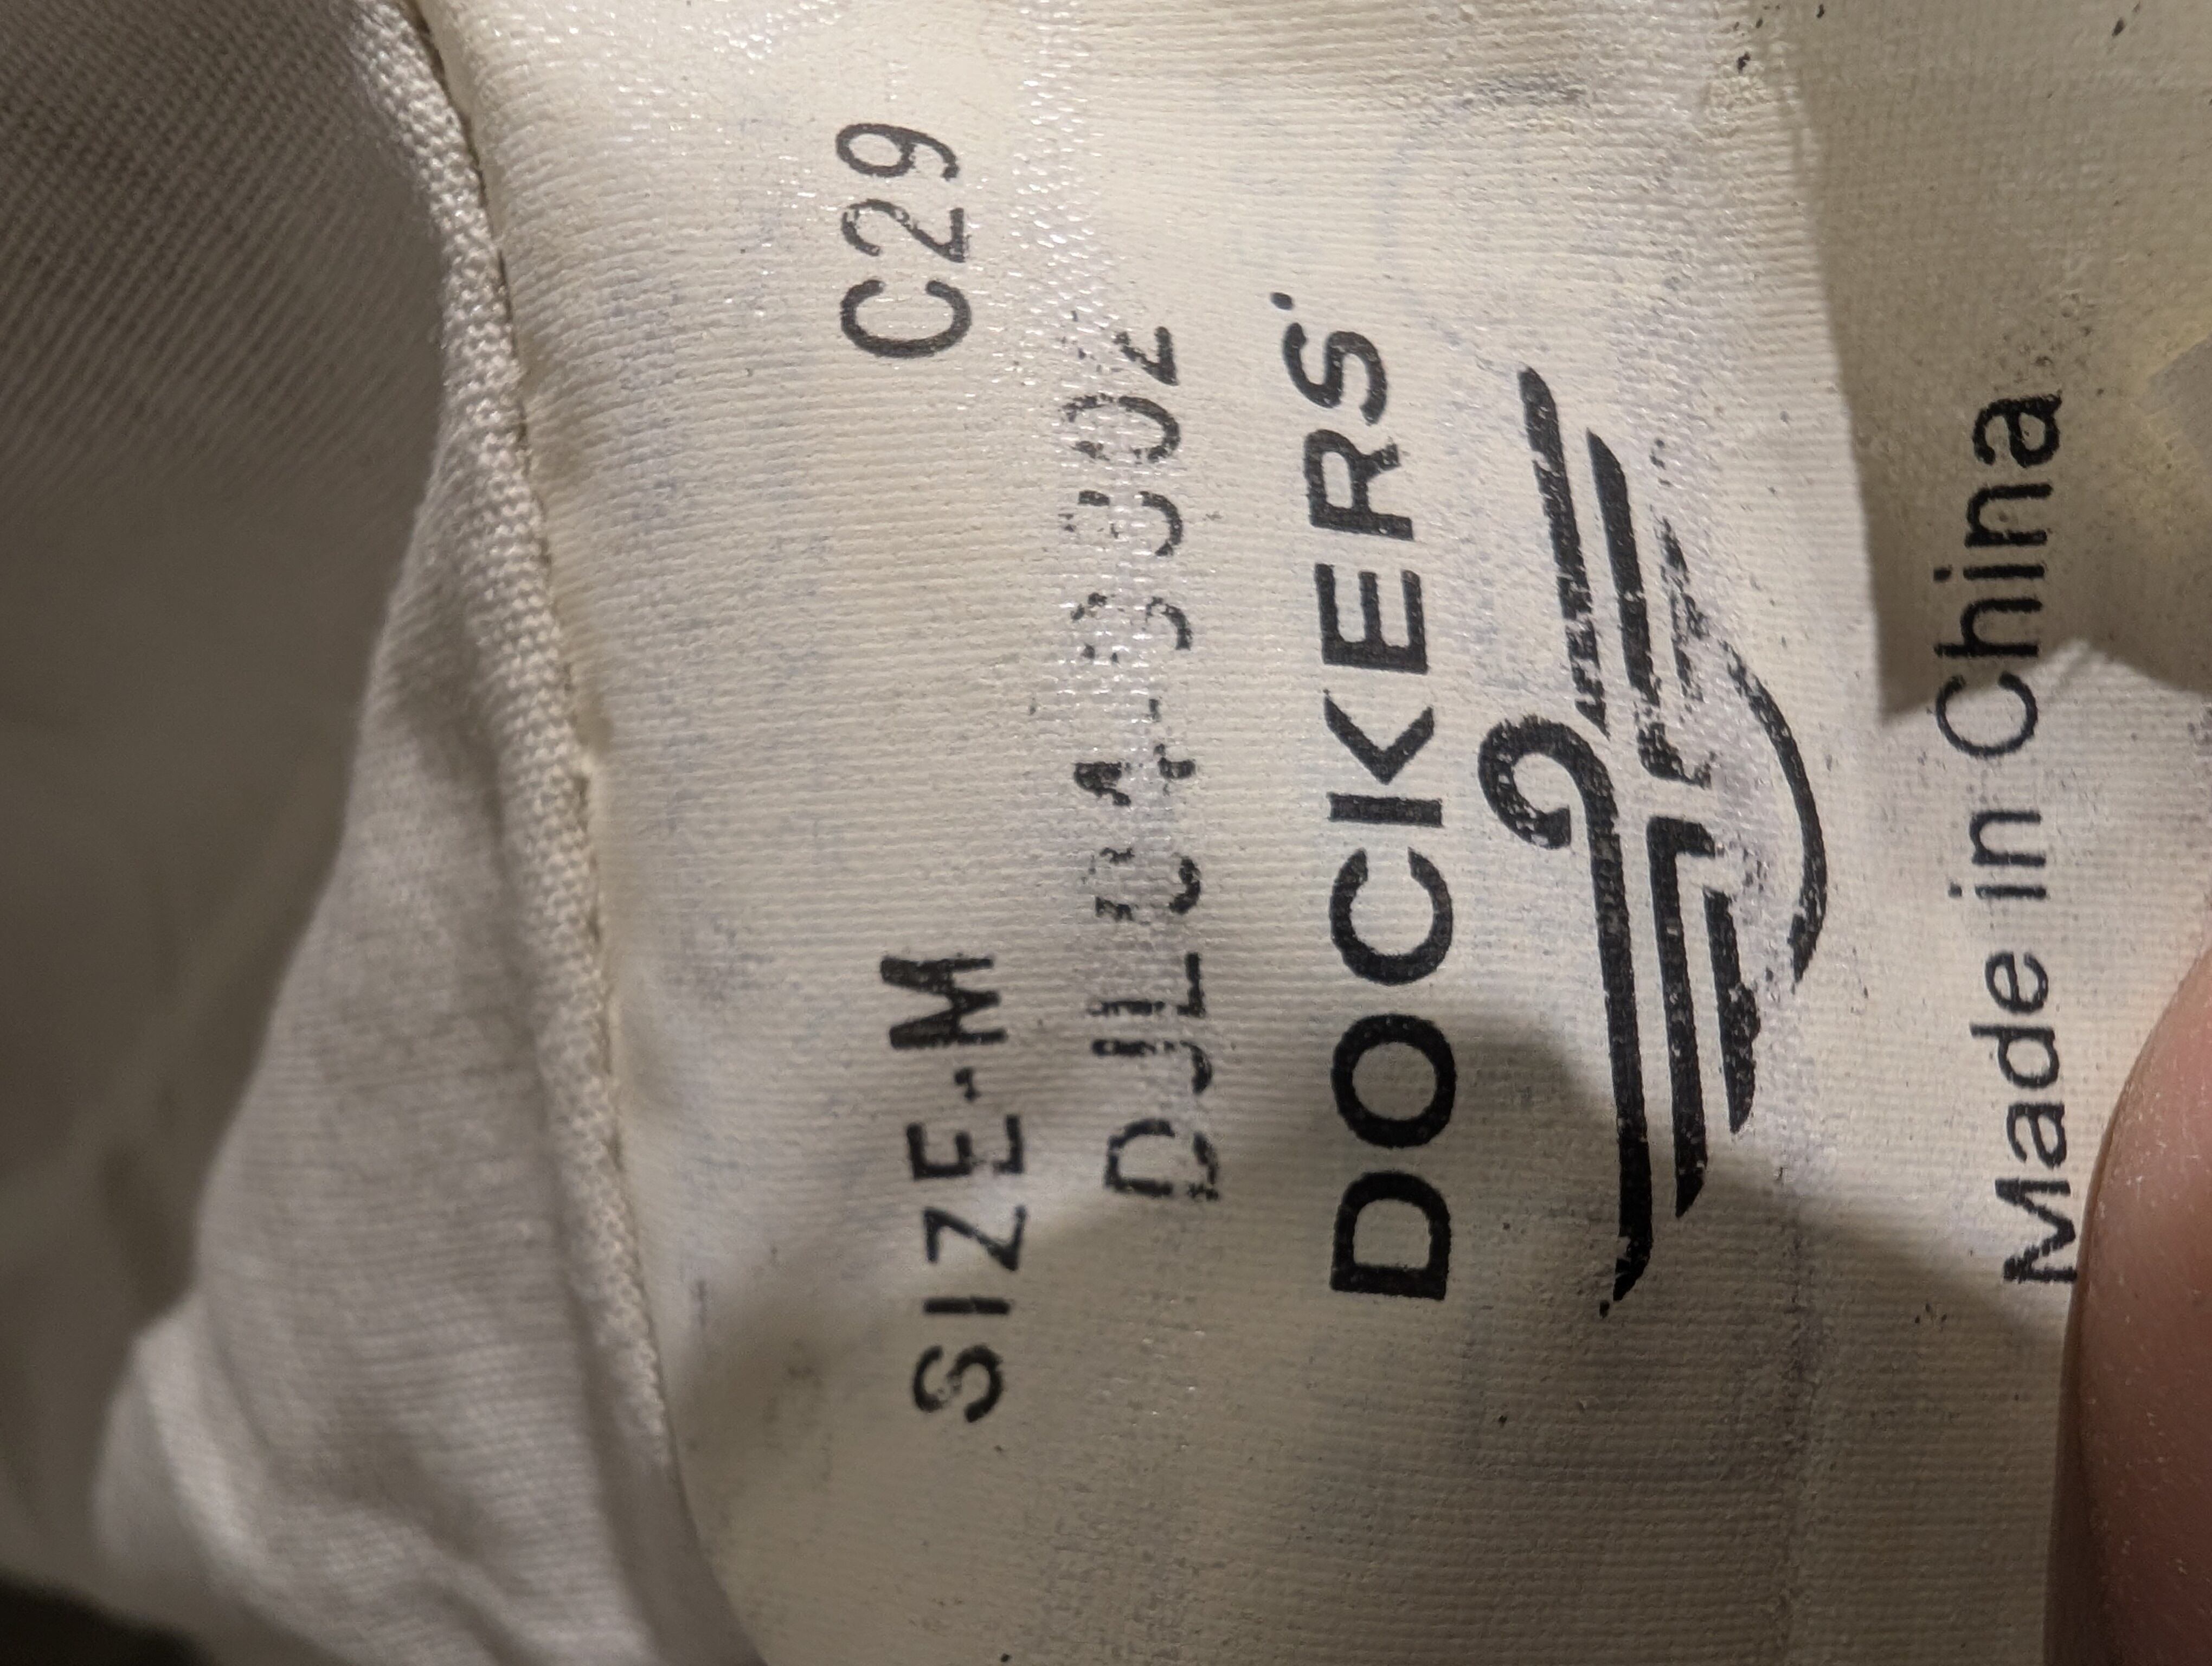 SIZE-M C29
DOCKERS
Made in China